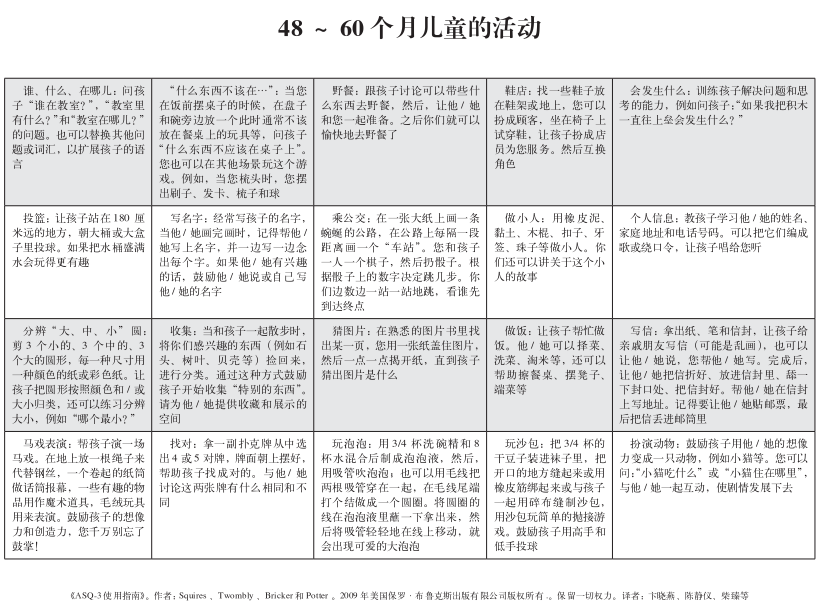 48 ~ 60 个月儿童的活动
谁、什么、在哪儿：问孩
子“谁在教室？”，“教室里
有什么？”和“教室在哪儿？”
的问题。也可以替换其他问
题或词汇，以扩展孩子的语
言
“什么东西不该在…”：当您
在饭前摆桌子的时候，在盘子
和碗旁边放一个此时通常不该
放在餐桌上的玩具等，问孩子
“什么东西不应该在桌子上”。
您也可以在其他场景玩这个游
戏。例如，当您梳头时，您摆
出刷子、发卡、梳子和球
野餐：跟孩子讨论可以带些什
么东西去野餐，然后，让他 / 她
和您一起准备。之后你们就可以
愉快地去野餐了
鞋店：找一些鞋子放
在鞋架或地上，您可以
扮成顾客，坐在椅子上
试穿鞋，让孩子扮成店
员为您服务。然后互换
角色
会发生什么：训练孩子解决问题和思
考的能力，例如问孩子：“如果我把积木
一直往上垒会发生什么？”
投篮：让孩子站在 180 厘
米远的地方，朝大桶或大盒
子里投球。如果把水桶盛满
水会玩得更有趣
写名字：经常写孩子的名字，
当他 / 她画完画时，记得帮他 /
她写上名字，并一边写一边念
出每个字。如果他 / 她有兴趣
的话，鼓励他 / 她说或自己写
他 / 她的名字
乘公交：在一张大纸上画一条
蜿蜒的公路，在公路上每隔一段
距离画一个“车站”。您和孩子
一人一个棋子，然后扔骰子。根
据骰子上的数字决定跳几步。你
们边数边一站一站地跳，看谁先
到达终点
做小人：用橡皮泥、
黏土、木棍、扣子、牙
签、珠子等做小人。你
们还可以讲关于这个小
人的故事
个人信息：教孩子学习他 / 她的姓名、
家庭地址和电话号码。可以把它们编成
歌或绕口令，让孩子唱给您听
分辨“大、中、小”圆：
剪 3 个小的、3 个中的、3
个大的圆形，每一种尺寸用
一种颜色的纸或彩色纸。让
孩子把圆形按照颜色和 / 或
大小归类，还可以练习分辨
大小，例如“哪个最小？”
收集：当和孩子一起散步时，
将你们感兴趣的东西（例如石
头、树叶、贝壳等）捡回来，
进行分类。通过这种方式鼓励
孩子开始收集“特别的东西”。
请为他 / 她提供收藏和展示的
空间
猜图片：在熟悉的图片书里找
出某一页，您用一张纸盖住图片，
然后一点一点揭开纸，直到孩子
猜出图片是什么
做饭：让孩子帮忙做
饭。他 / 她可以择菜、
洗菜、淘米等，还可以
帮助擦餐桌、摆凳子、
端菜等
写信：拿出纸、笔和信封，让孩子给
亲戚朋友写信（可能是乱画），也可以
让他 / 她说，您帮他 / 她写。完成后，
让他 / 她把信折好、放进信封里、舔一
下封口处、把信封好。帮他 / 她在信封
上写地址。记得要让他 / 她贴邮票，最
后把信丢进邮筒里
马戏表演：帮孩子演一场
马戏。在地上放一根绳子来
代替钢丝，一个卷起的纸筒
做话筒报幕，一些有趣的物
品用作魔术道具，毛绒玩具
用来表演。鼓励孩子的想象
力和创造力，您千万别忘了
鼓掌！
找对：拿一副扑克牌从中选
出 4 或 5 对牌，牌面朝上摆好，
帮助孩子找成对的。与他 / 她
讨论这两张牌有什么相同和不
同
玩泡泡：用 3/4 杯洗碗精和 8
杯水混合后制成泡泡液，然后，
用吸管吹泡泡；也可以用毛线把
两根吸管穿在一起，在毛线尾端
打个结做成一个圆圈。将圆圈的
线在泡泡液里蘸一下拿出来，然
后将吸管轻轻地在线上移动，就
会出现可爱的大泡泡
玩沙包：把 3/4 杯的
干豆子装进袜子里，把
开口的地方缝起来或用
橡皮筋绑起来或与孩子
一起用碎布缝制沙包，
用沙包玩简单的抛接游
戏。鼓励孩子用高手和
低手投球
扮演动物：鼓励孩子用他 / 她的想象
力变成一只动物，例如小猫等。您可以
问：“小猫吃什么”或“小猫住在哪里”，
与他 / 她一起互动，使剧情发展下去
《ASQ-3 使用指南》。作者：Squires 、Twombly 、Bricker 和 Potter 。2009 年美国保罗 · 布鲁克斯出版有限公司版权所有 。保留一切权力。译者：卞晓燕、陈静仪、柴臻等